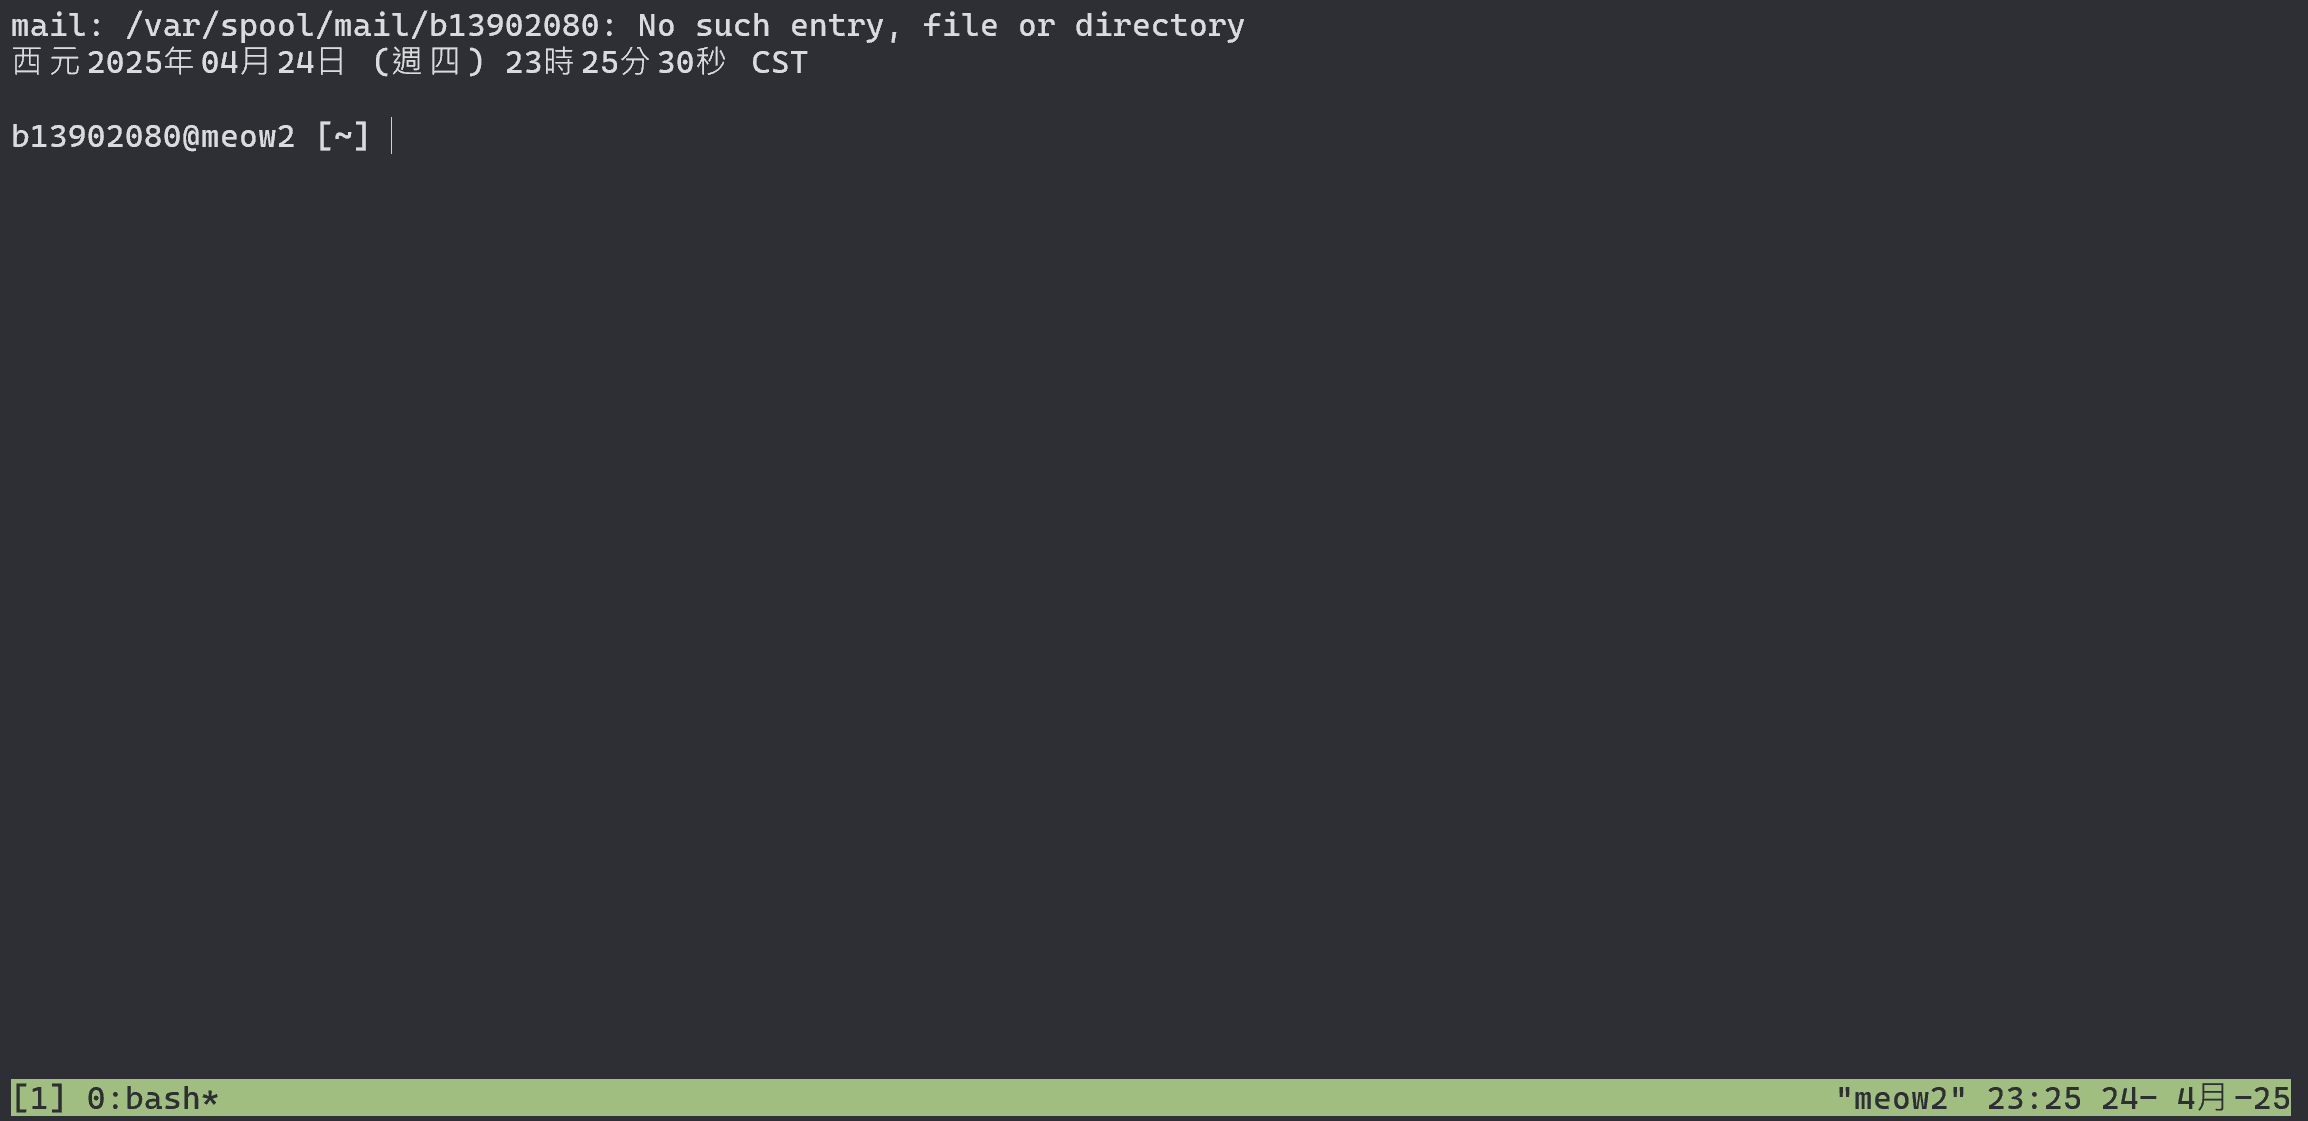 mail: /var/spool/mail/b13902080: No such entry, file or directory
西元2025年04月24日 (週四) 23時25分30秒 CST
b13902080@meow2 [~]
[1] 0:bash* "meow2" 23:25 24- 4月-25